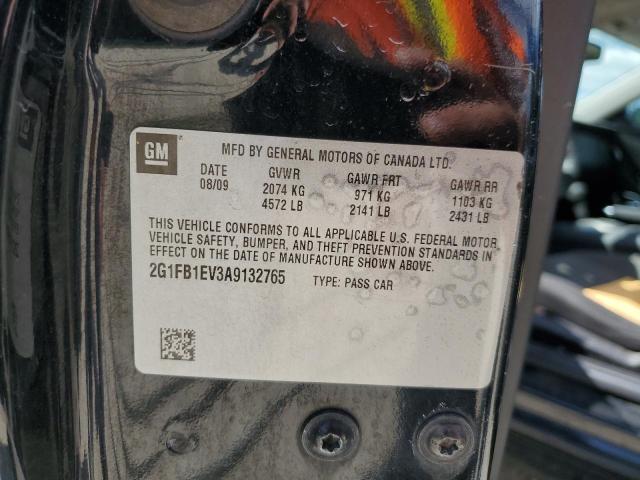 GM
MFD BY GENERAL MOTORS OF CANADA LTD.
DATE GVWR GAWR FRT GAWR RR
08/09 2074 KG 971 KG 1103 KG
4572 LB 2141 LB 2431 LB
THIS VEHICLE CONFORMS TO ALL APPLICABLE U.S. FEDERAL MOTOR
VEHICLE SAFETY, BUMPER, AND THEFT PREVENTION STANDARDS IN
EFFECT ON THE DATE OF MANUFACTURE SHOWN ABOVE.
2G1FB1EV3A9132765 TYPE: PASS CAR